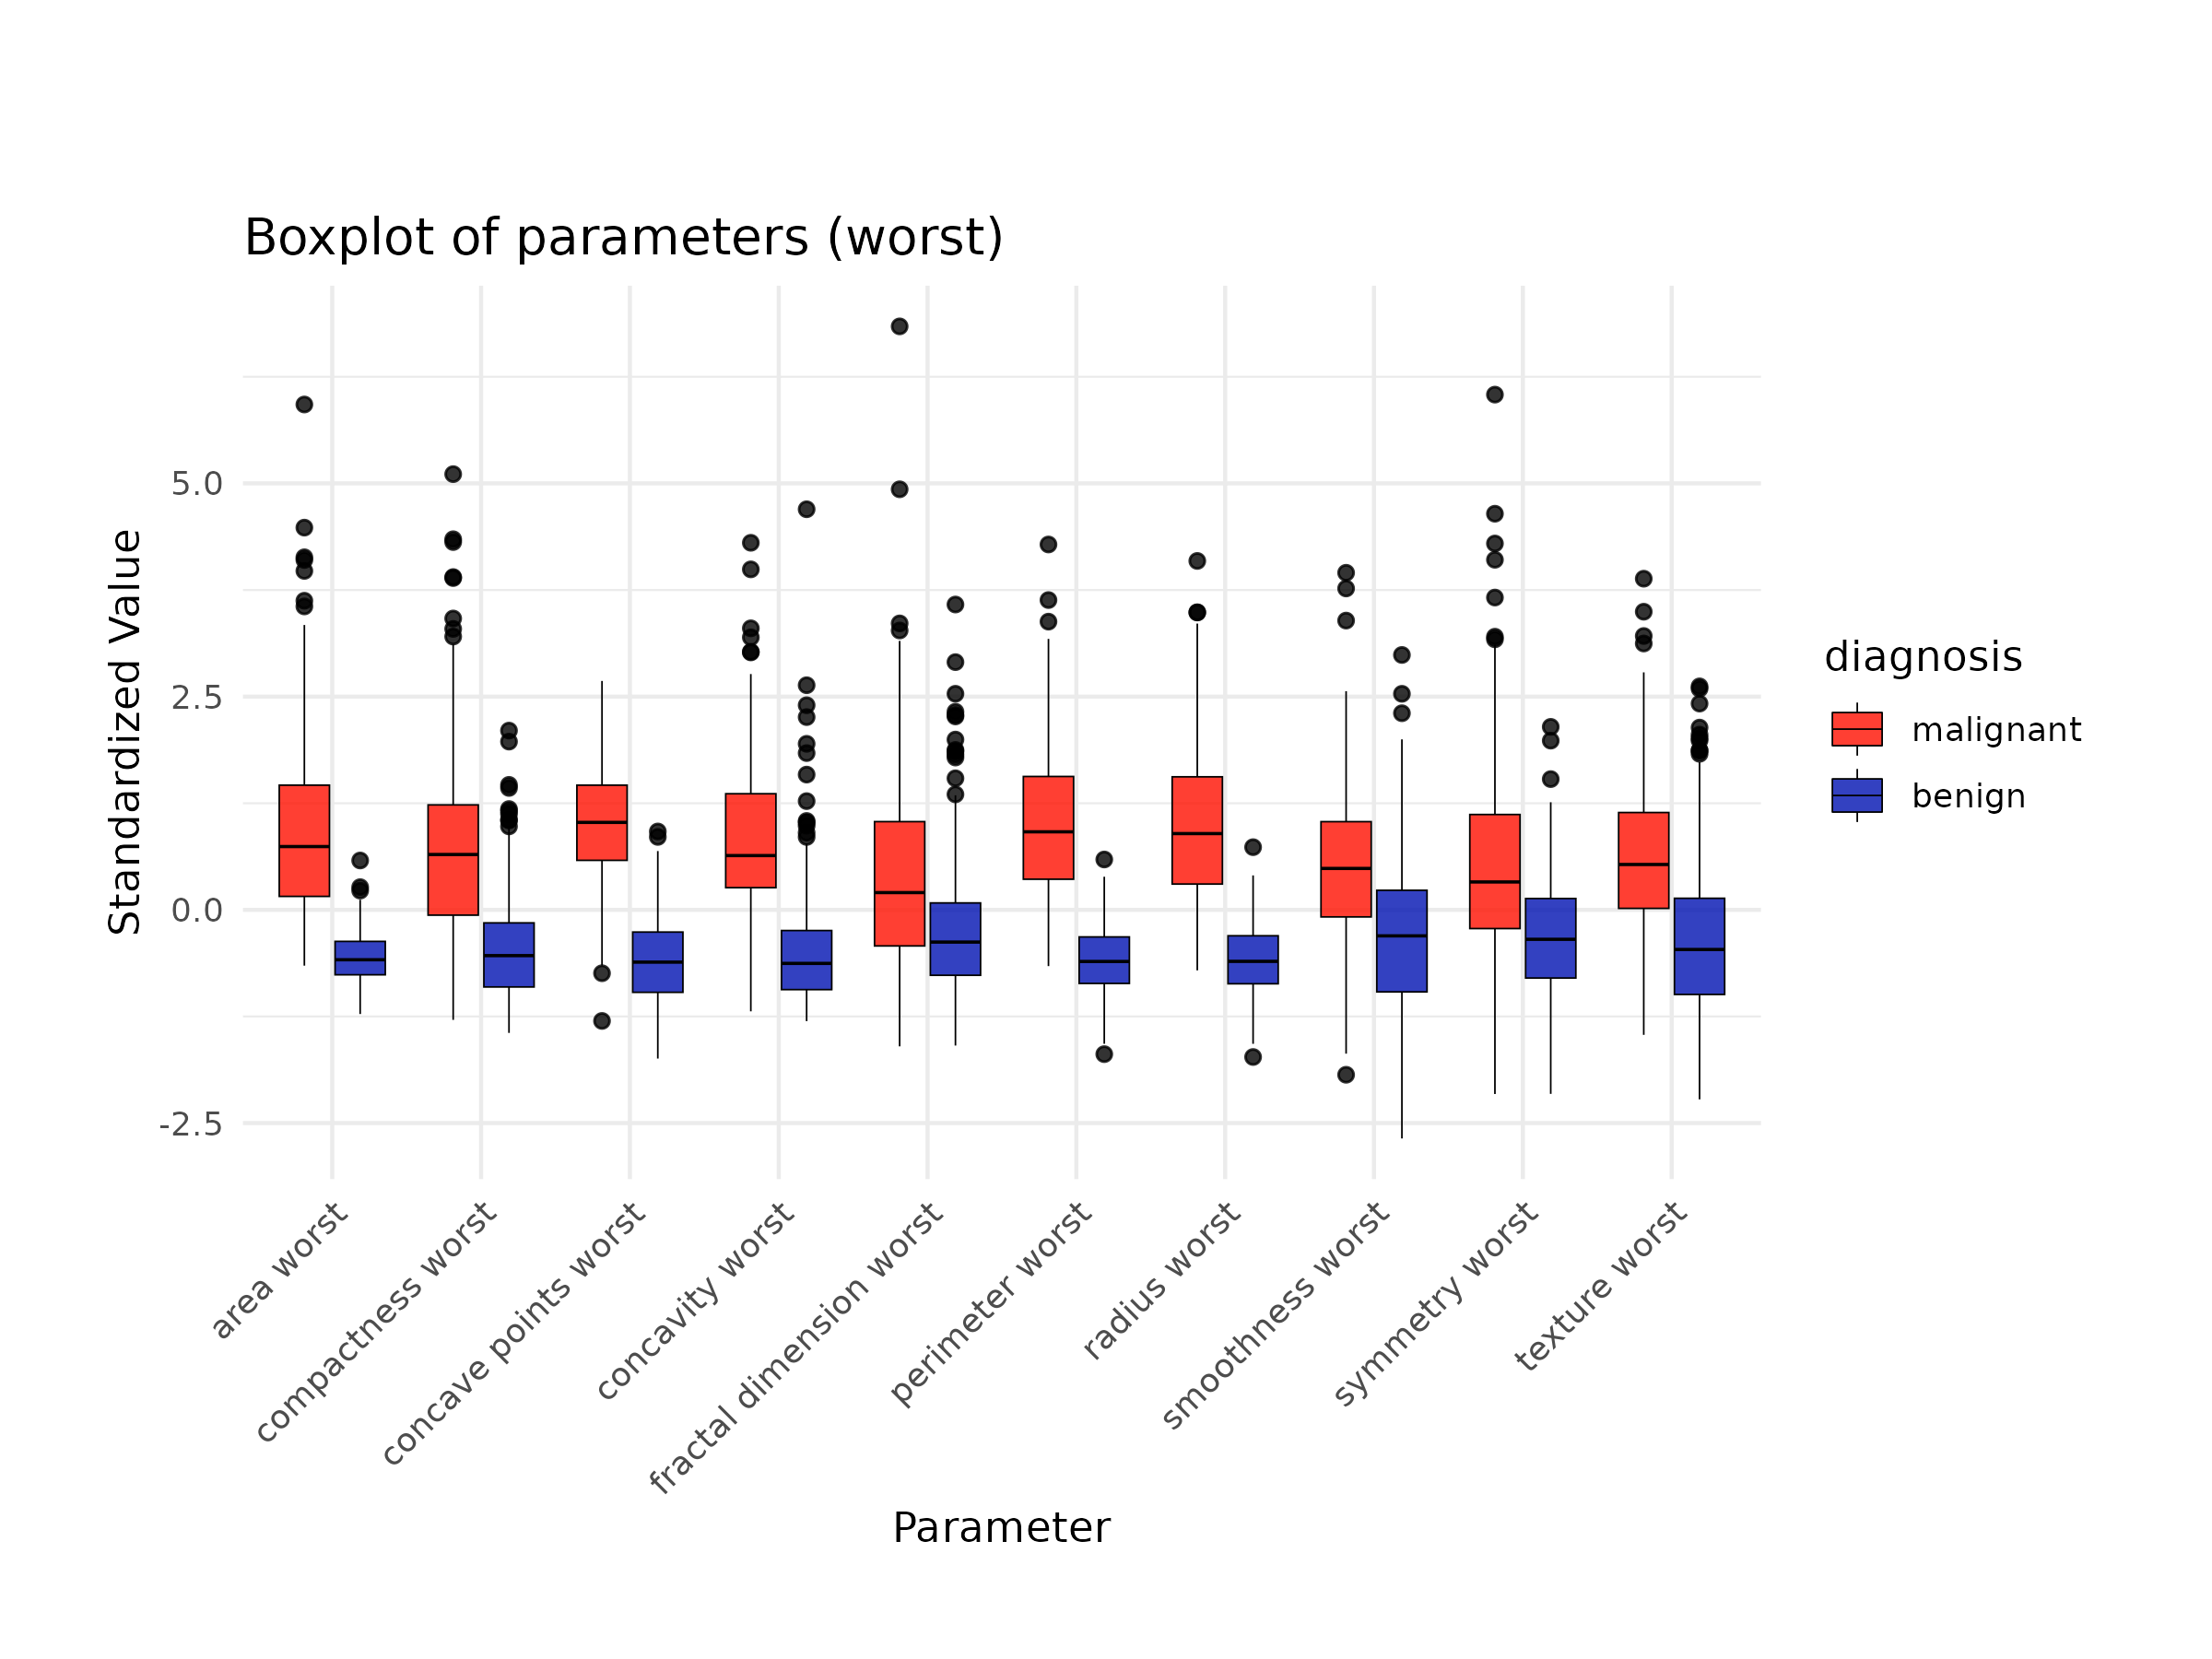 Boxplot of parameters (worst)
Standardized Value
5.0
2.5
0.0
-2.5
area worst
compactness worst
concave points worst
concavity worst
fractal dimension worst
perimeter worst
radius worst
smoothness worst
symmetry worst
texture worst
Parameter
diagnosis
malignant
benign